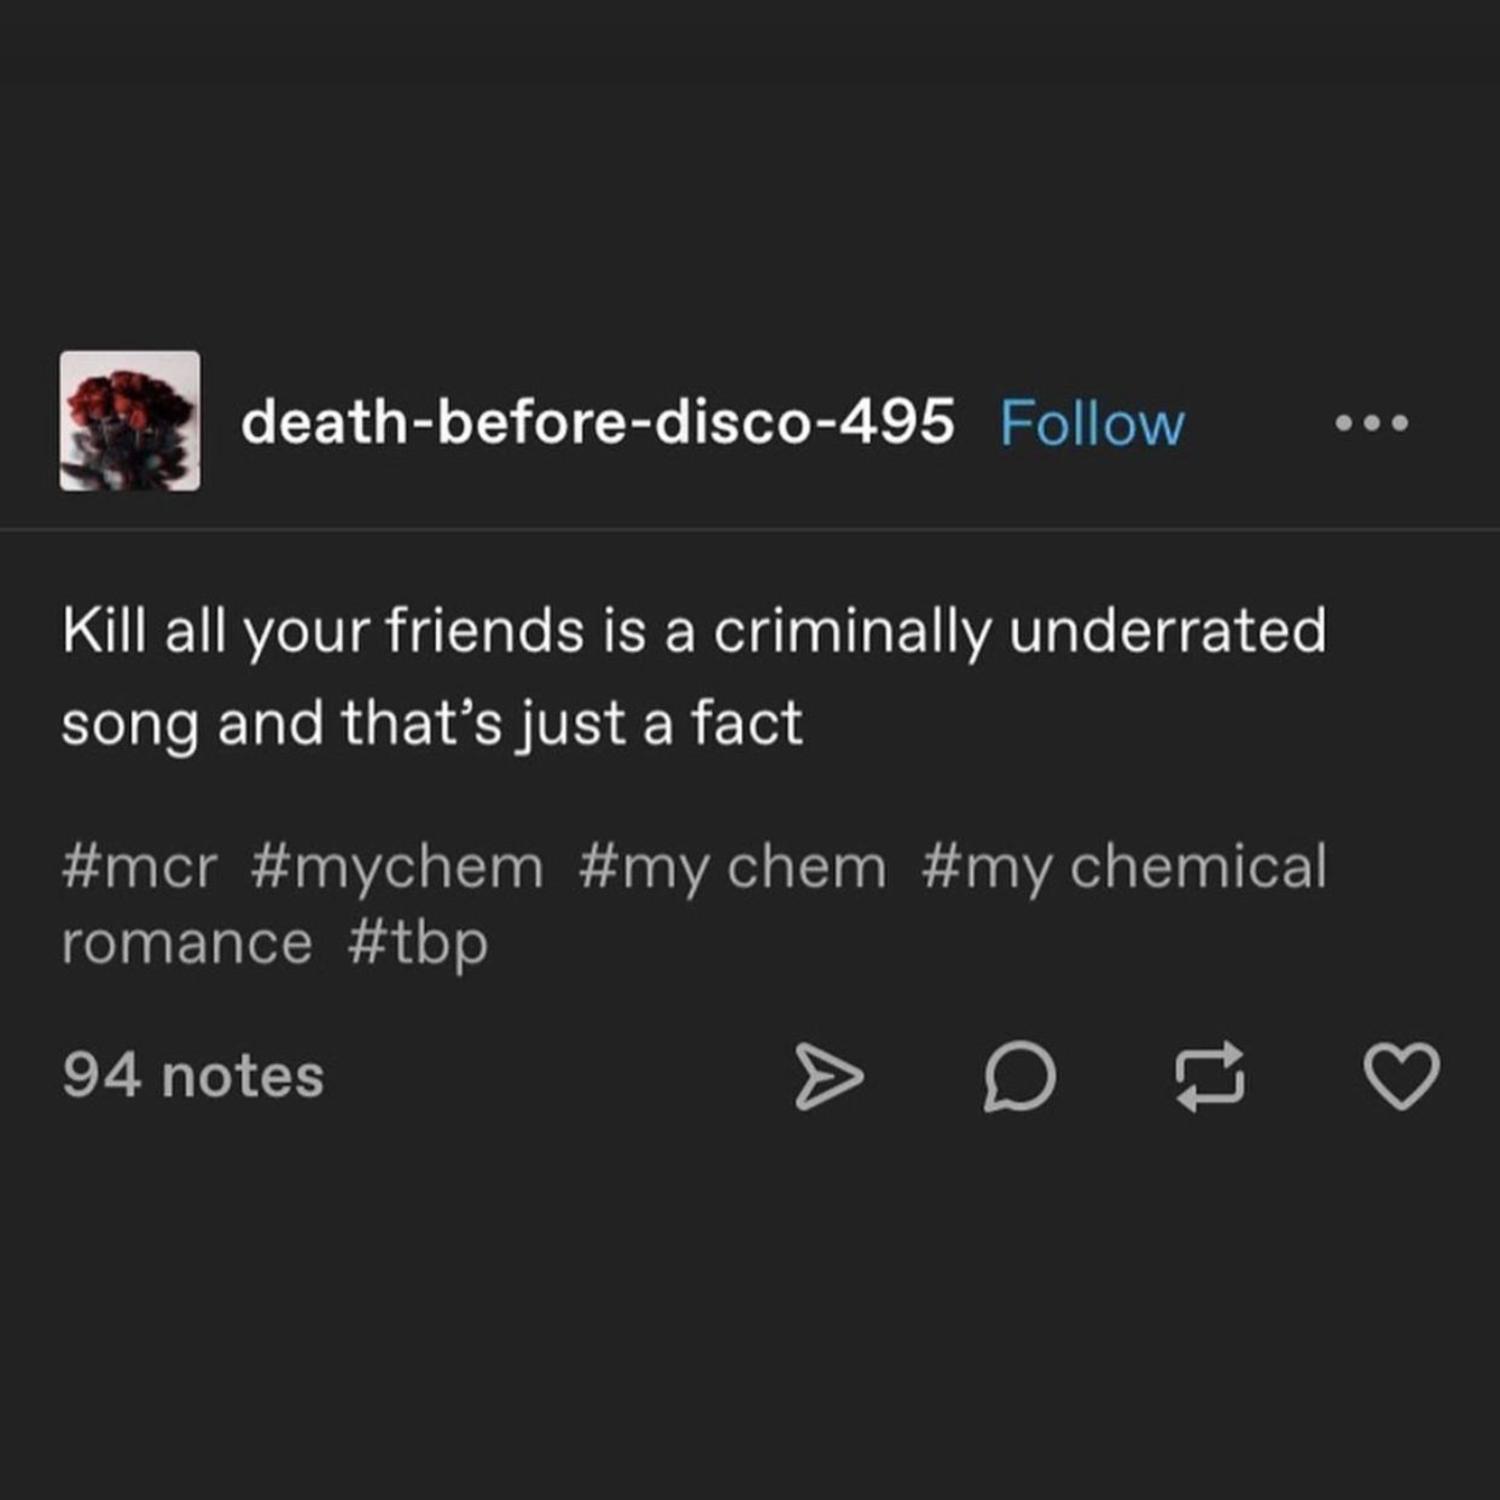 death-before-disco-495 Follow
Kill all your friends is a criminally underrated
song and that’s just a fact
#mcr #mychem #my chem #my chemical
romance #tbp
94 notes